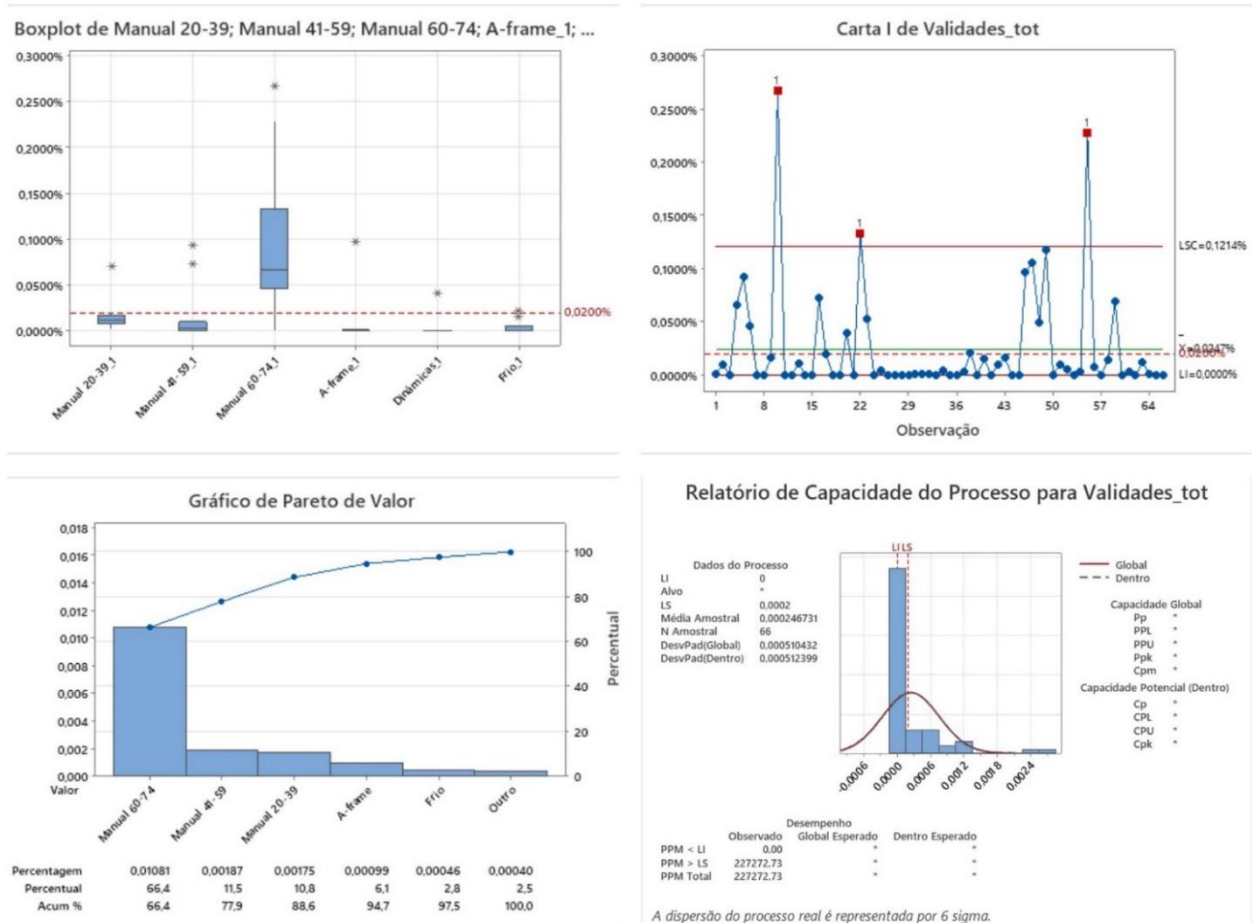 Boxplot de Manual 20-39; Manual 41-59; Manual 60-74; A-frame_1; ...
0,3000%
0,2500%
0,2000%
0,1500%
0,1000%
0,0500%
0,0000%
0,0200%
Manual 20-39_1
Manual 41-59_1
Manual 60-74_1
A-frame_1
Dinâmicas_1
Frio_1
Carta I de Validades_tot
0,3000%
0,2500%
0,2000%
0,1500%
0,1000%
0,0500%
0,0000%
1
1
1
LSC=0,1214%
X=0,0247%
0,0200%
LI=0,0000%
1 8 15 22 29 36 43 50 57 64
Observação
Gráfico de Pareto de Valor
0,018
0,016
0,014
0,012
0,010
0,008
0,006
0,004
0,002
0,000
100
80
60
40
20
0
Percentual
Valor
Manual 60-74
Manual 41-59
Manual 20-39
A-frame
Frio
Outro
Percentagem 0,01081 0,00187 0,00175 0,00099 0,00046 0,00040
Percentual 66,4 11,5 10,8 6,1 2,8 2,5
Acum % 66,4 77,9 88,6 94,7 97,5 100,0
Relatório de Capacidade do Processo para Validades_tot
Dados do Processo
LI 0
Alvo *
LS 0,0002
Média Amostral 0,000246731
N Amostral 66
DesvPad(Global) 0,000510432
DesvPad(Dentro) 0,000512399
LI LS
-0,0006 0,0000 0,0006 0,0012 0,0018 0,0024
Global
Dentro
Capacidade Global
Pp *
PPL *
PPU *
Ppk *
Cpm *
Capacidade Potencial (Dentro)
Cp *
CPL *
CPU *
Cpk *
Desempenho
Observado Global Esperado Dentro Esperado
PPM < LI 0,00 * *
PPM > LS 227272,73 * *
PPM Total 227272,73 * *
A dispersão do processo real é representada por 6 sigma.